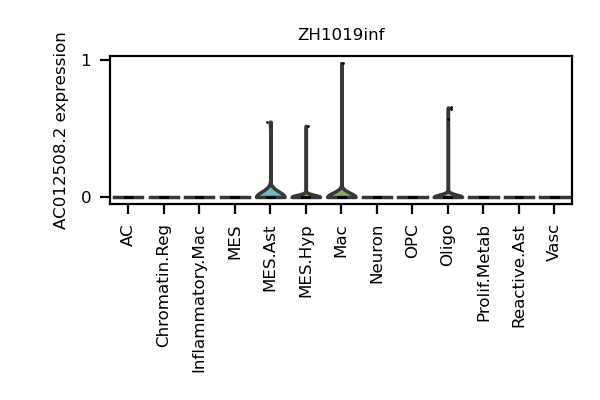 ZH1019inf
AC012508.2 expression
1
0
AC
Chromatin.Reg
Inflammatory.Mac
MES
MES.Ast
MES.Hyp
Mac
Neuron
OPC
Oligo
Prolif.Metab
Reactive.Ast
Vasc